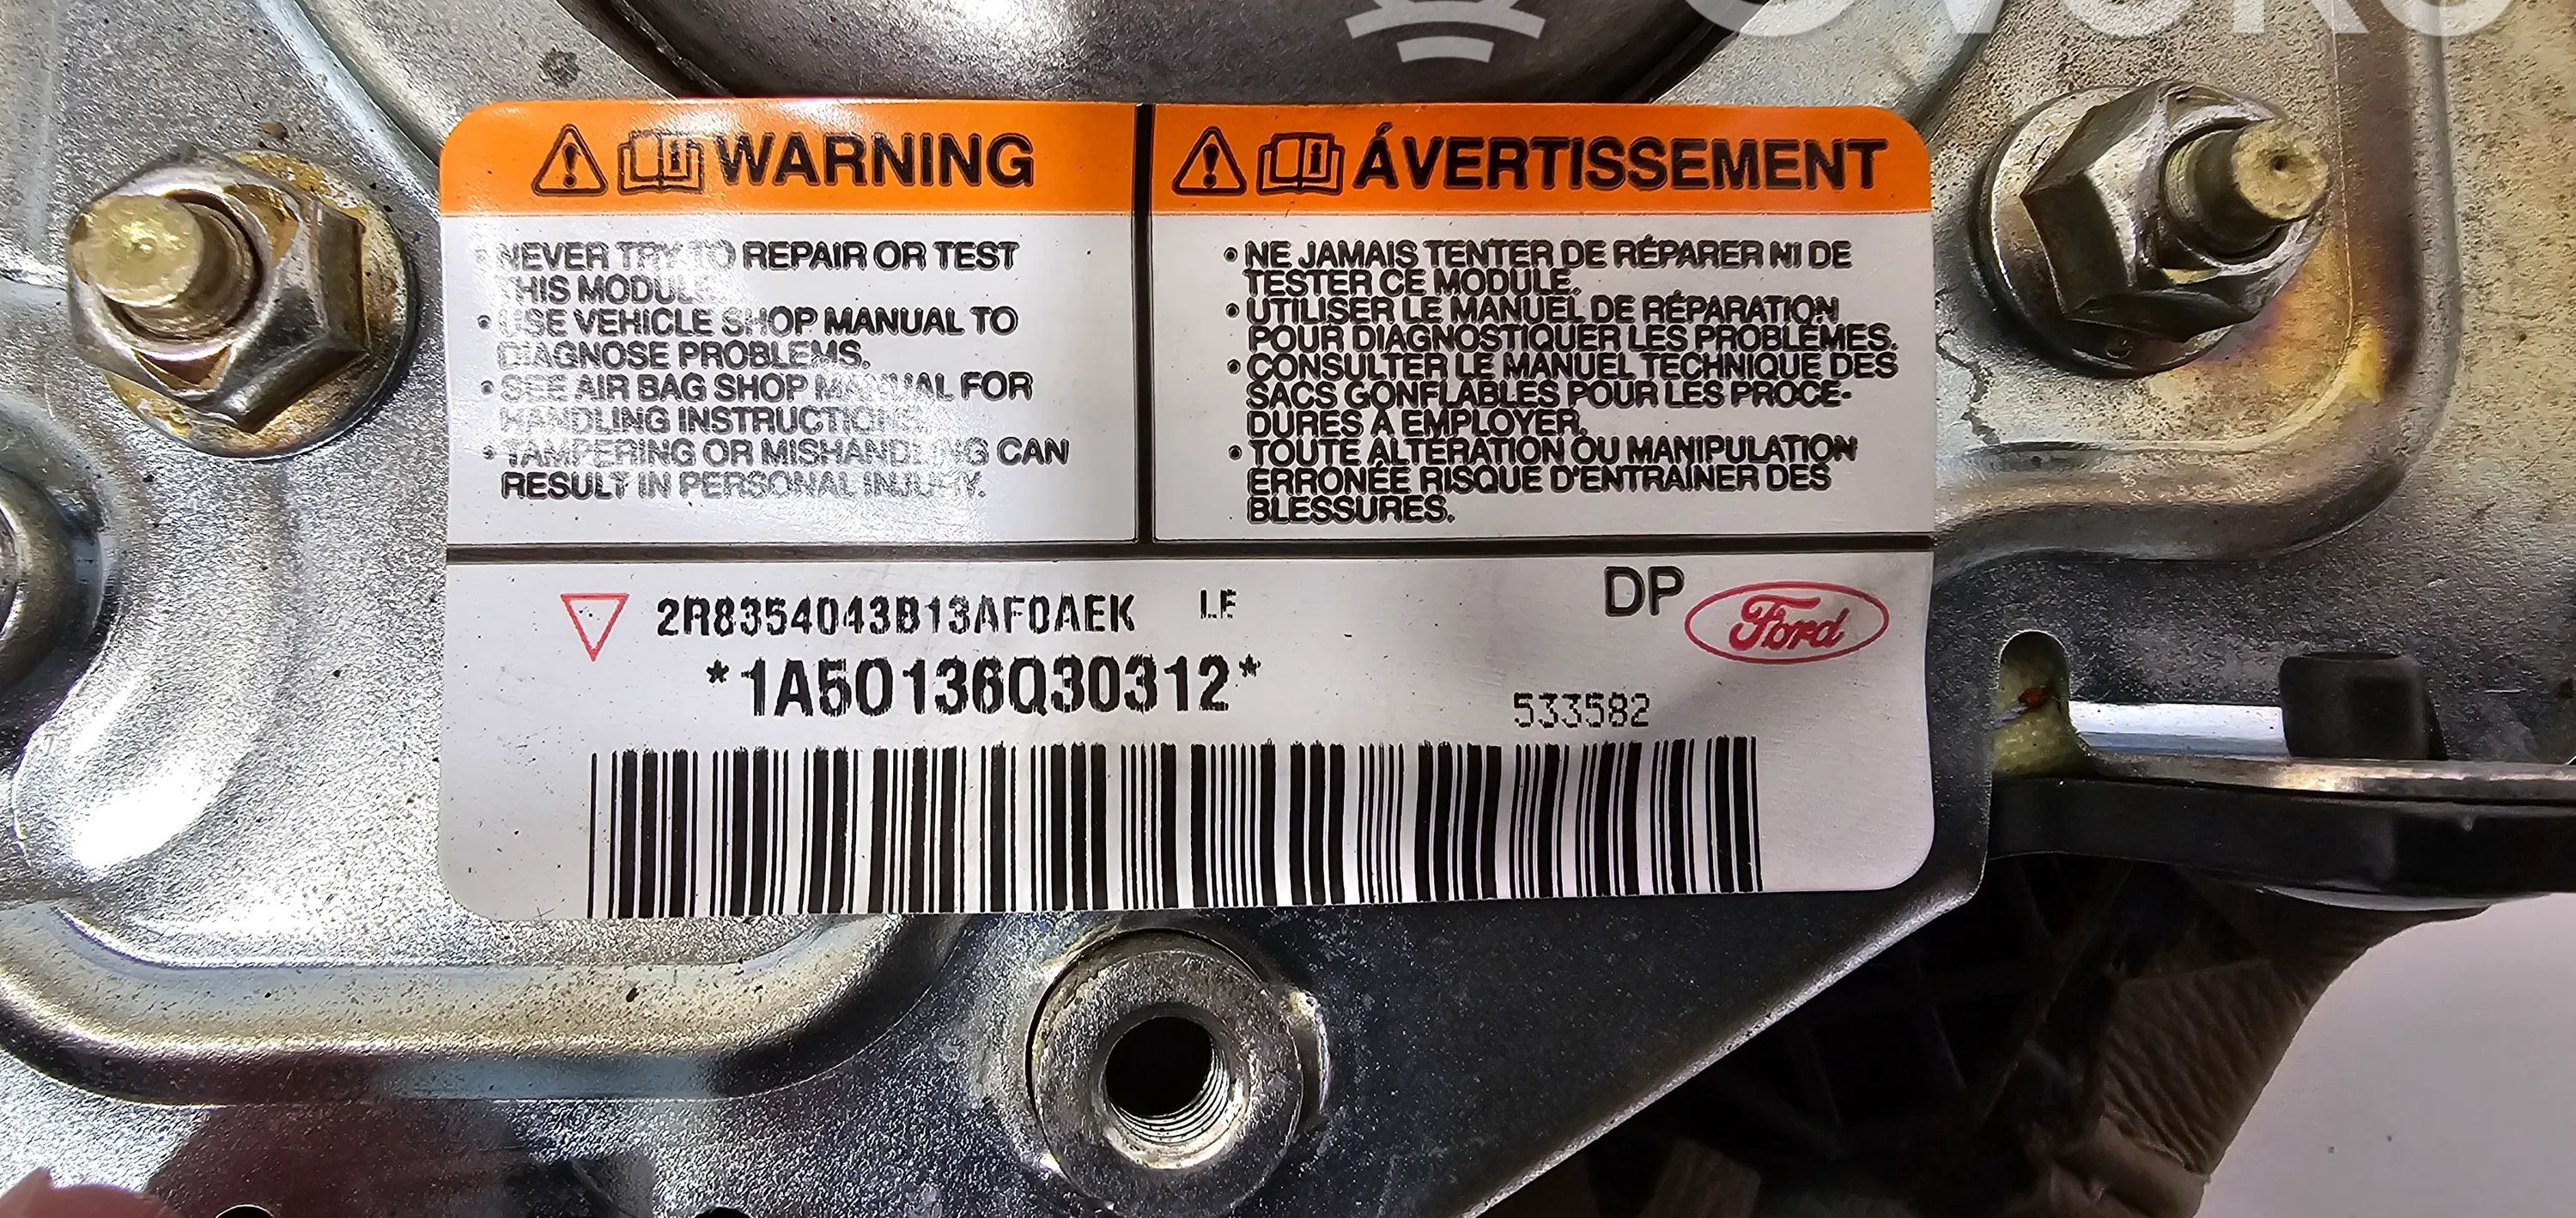 WARNING
• NEVER TRY TO REPAIR OR TEST
THIS MODULE.
• USE VEHICLE SHOP MANUAL TO
DIAGNOSE PROBLEMS.
• SEE AIR BAG SHOP MANUAL FOR
HANDLING INSTRUCTIONS.
• TAMPERING OR MISHANDLING CAN
RESULT IN PERSONAL INJURY.
ÁVERTISSEMENT
• NE JAMAIS TENTER DE RÉPARER NI DE
TESTER CE MODULE.
• UTILISER LE MANUEL DE RÉPARATION
POUR DIAGNOSTIQUER LES PROBLÈMES.
• CONSULTER LE MANUEL TECHNIQUE DES
SACS GONFLABLES POUR LES PROCÉ-
DURES À EMPLOYER.
• TOUTE ALTÉRATION OU MANIPULATION
ERRONÉE RISQUE D'ENTRAÎNER DES
BLESSURES.
2R8354043B13AF0AEK LF
DP Ford
*1A50136Q30312*
533582